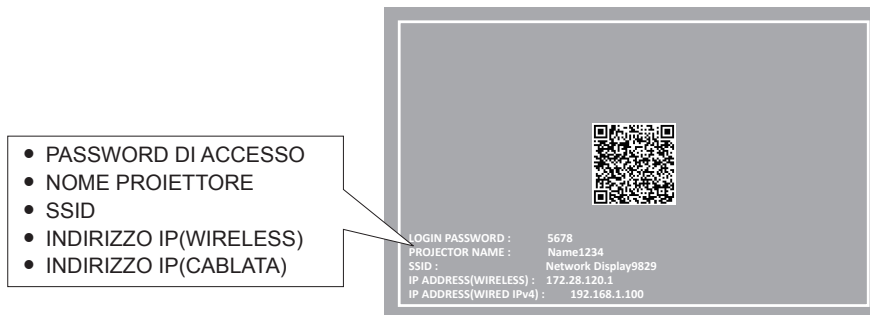 • PASSWORD DI ACCESSO
• NOME PROIETTORE
• SSID
• INDIRIZZO IP(WIRELESS)
• INDIRIZZO IP(CABLATA)
LOGIN PASSWORD : 5678
PROJECTOR NAME : Name1234
SSID : Network Display9829
IP ADDRESS(WIRELESS) : 172.28.120.1
IP ADDRESS(WIRED IPv4) : 192.168.1.100